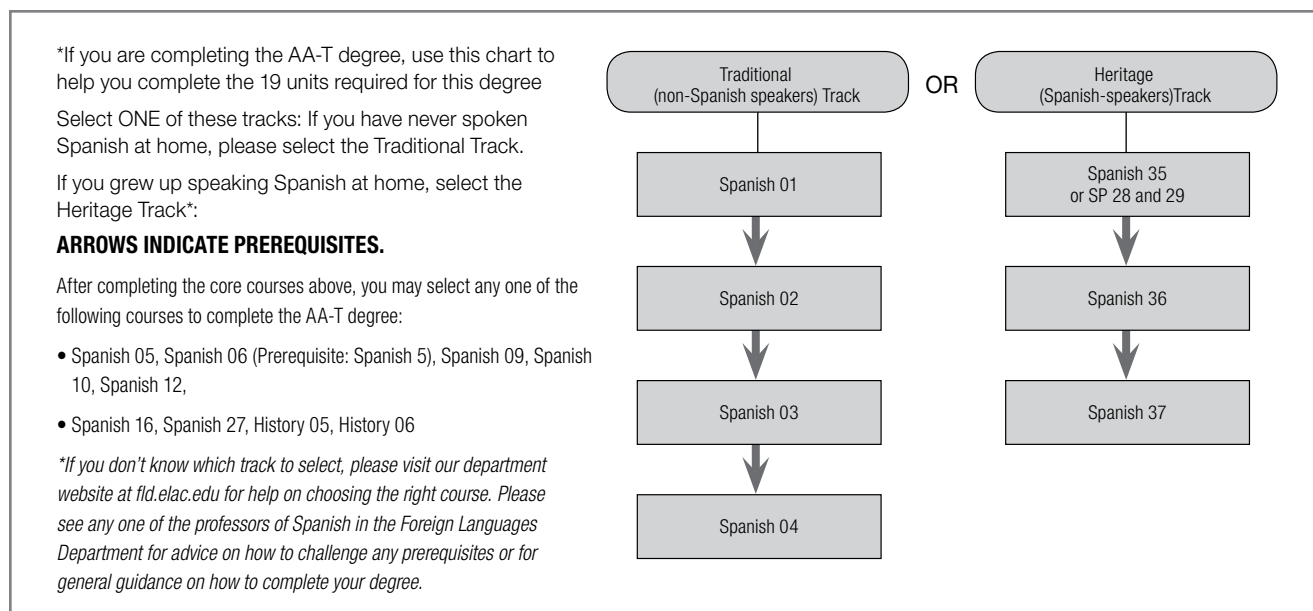 *If you are completing the AA-T degree, use this chart to
help you complete the 19 units required for this degree
Select ONE of these tracks: If you have never spoken
Spanish at home, please select the Traditional Track.
If you grew up speaking Spanish at home, select the
Heritage Track*:
ARROWS INDICATE PREREQUISITES.
After completing the core courses above, you may select any one of the
following courses to complete the AA-T degree:
• Spanish 05, Spanish 06 (Prerequisite: Spanish 5), Spanish 09, Spanish
10, Spanish 12,
• Spanish 16, Spanish 27, History 05, History 06
*If you don't know which track to select, please visit our department
website at fld.elac.edu for help on choosing the right course. Please
see any one of the professors of Spanish in the Foreign Languages
Department for advice on how to challenge any prerequisites or for
general guidance on how to complete your degree.
Traditional
(non-Spanish speakers) Track
Spanish 01
Spanish 02
Spanish 03
Spanish 04
OR
Heritage
(Spanish-speakers)Track
Spanish 35
or SP 28 and 29
Spanish 36
Spanish 37